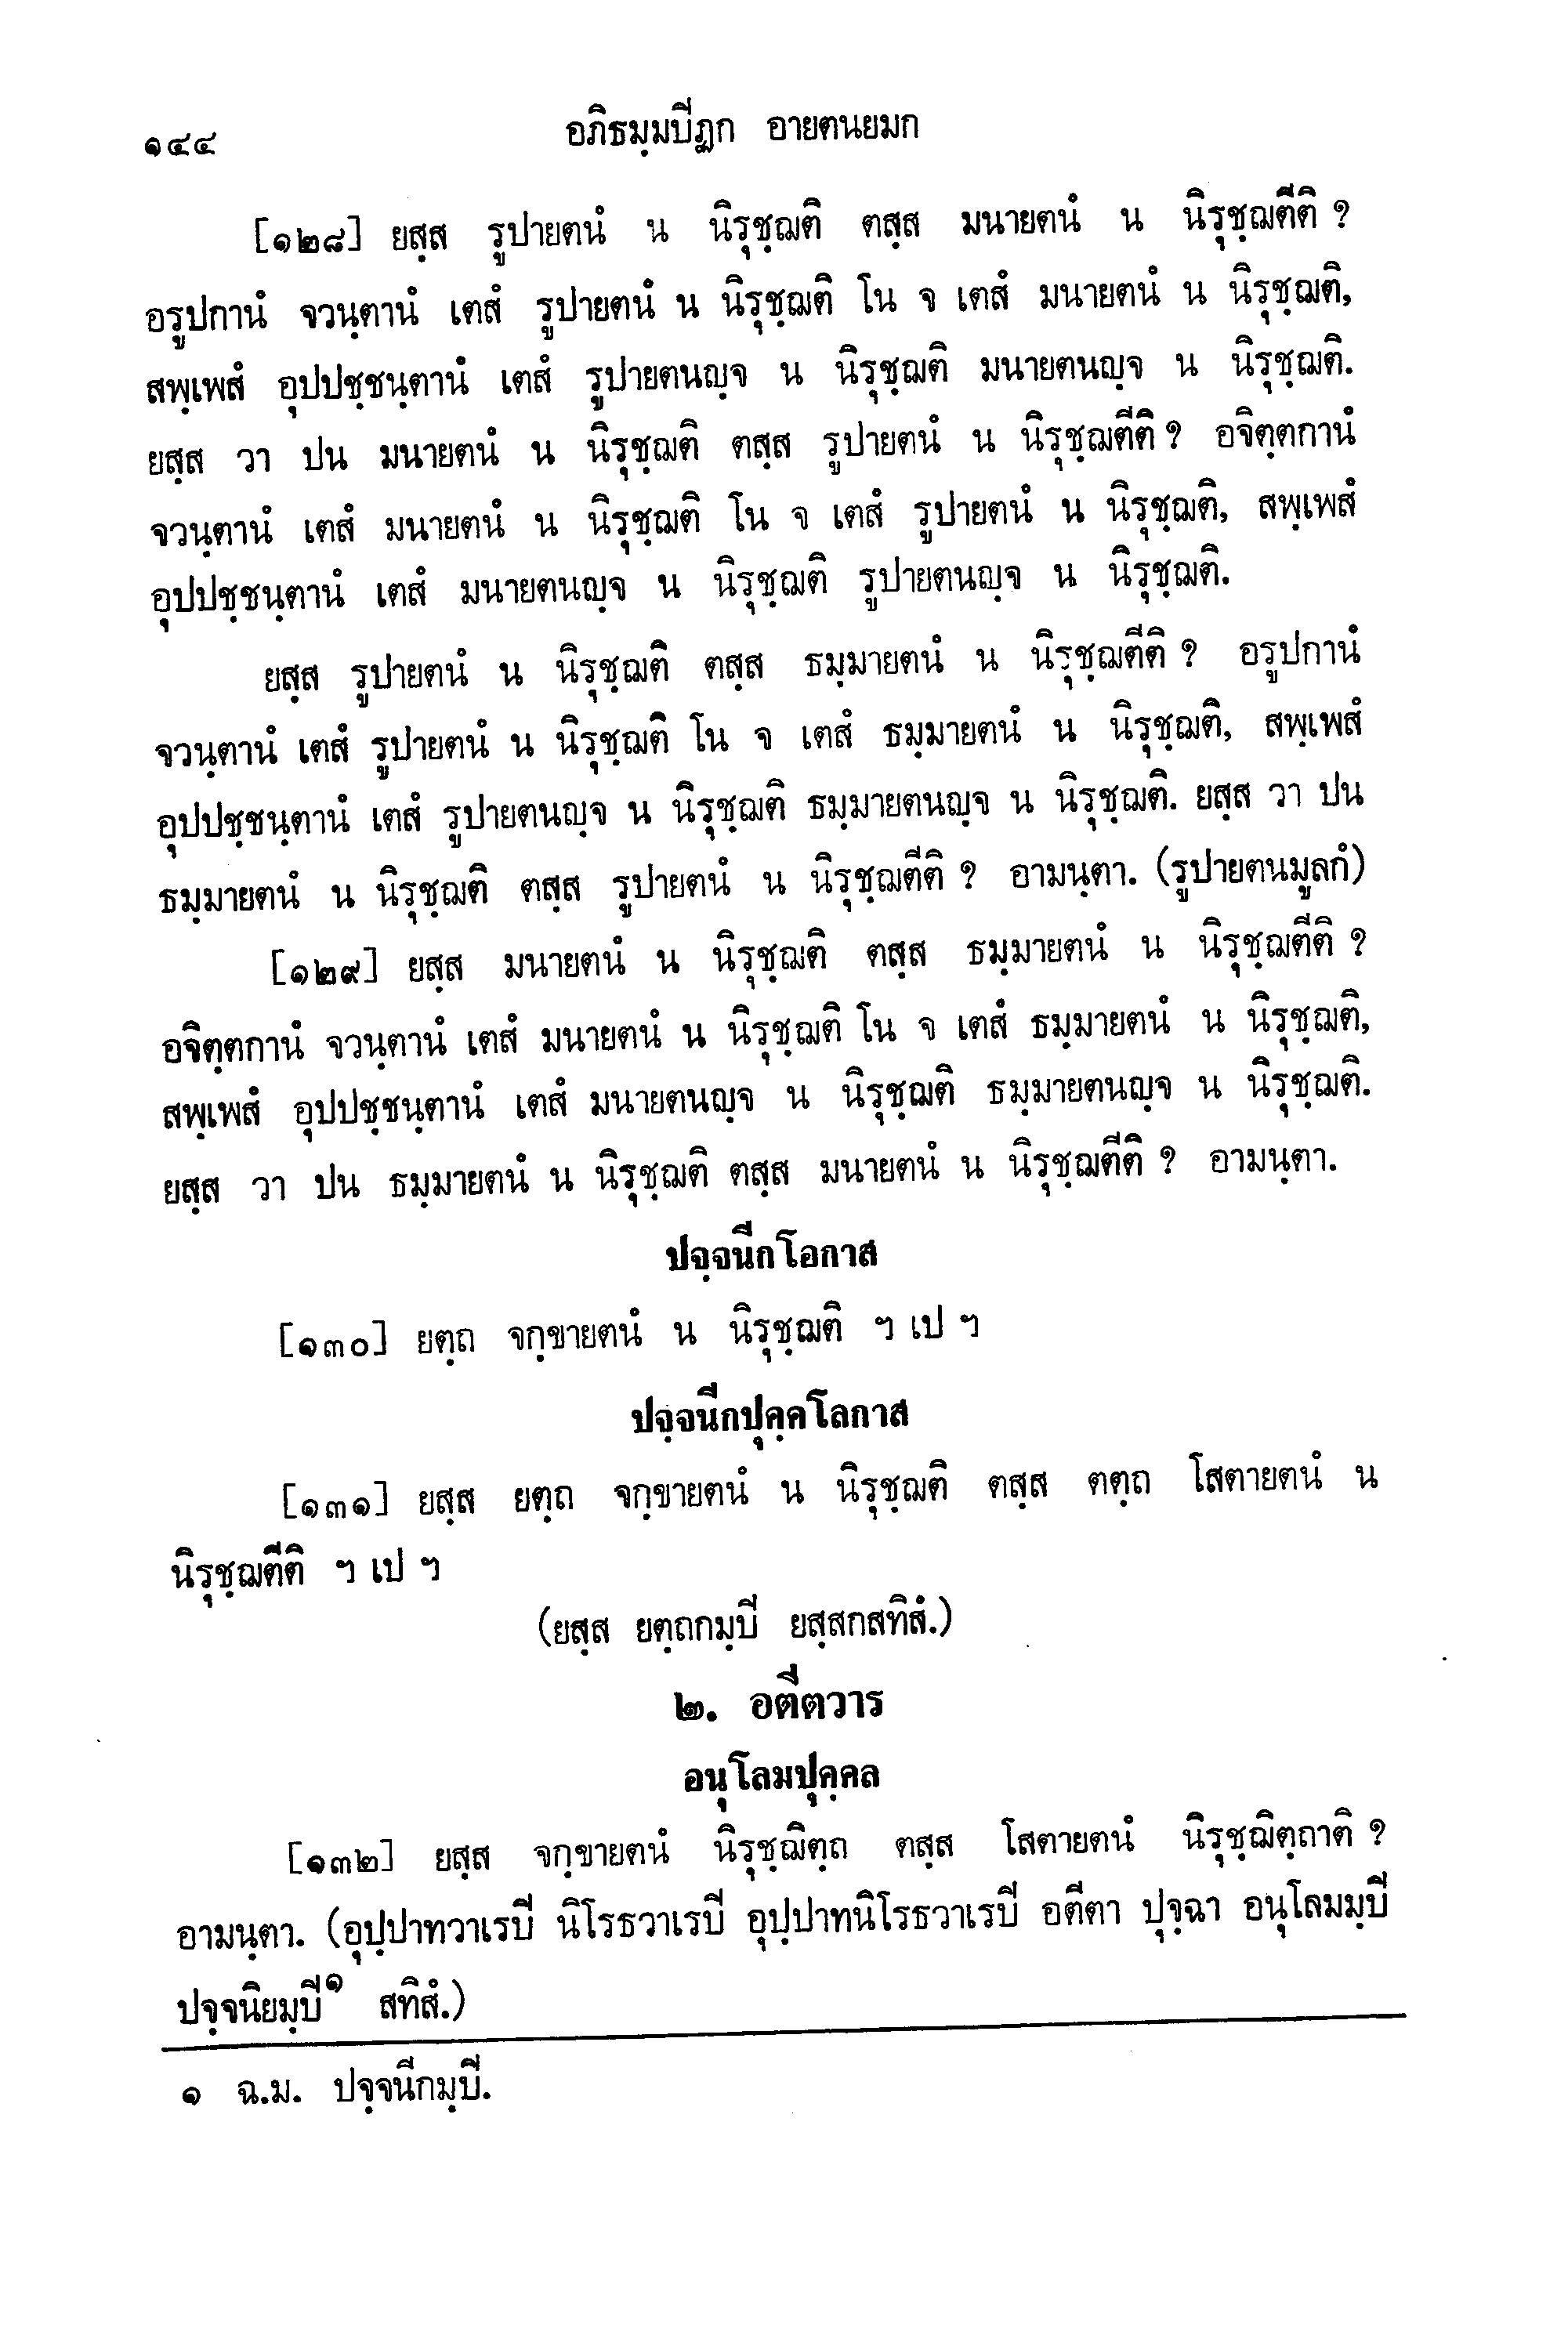 ๑๔๔
อภิธมฺมปิฏก อายตนยมก
[๑๒๘] ยสฺส รูปายตนํ น นิรุชฺฌติ ตสฺส มนายตนํ น นิรุชฺฌตีติ ?
อรูปกานํ จวนฺตานํ เตสํ รูปายตนํ น นิรุชฺฌติ โน จ เตสํ มนายตนํ น นิรุชฺฌติ,
สพฺเพสํ อุปปชฺชนฺตานํ เตสํ รูปายตนญฺจ น นิรุชฺฌติ มนายตนญฺจ น นิรุชฺฌติ.
ยสฺส วา ปน มนายตนํ น นิรุชฺฌติ ตสฺส รูปายตนํ น นิรุชฺฌตีติ ? อจิตฺตกานํ
จวนฺตานํ เตสํ มนายตนํ น นิรุชฺฌติ โน จ เตสํ รูปายตนํ น นิรุชฺฌติ, สพฺเพสํ
อุปปชฺชนฺตานํ เตสํ มนายตนญฺจ น นิรุชฺฌติ รูปายตนญฺจ น นิรุชฺฌติ.
ยสฺส รูปายตนํ น นิรุชฺฌติ ตสฺส ธมฺมายตนํ น นิรุชฺฌตีติ ? อรูปกานํ
จวนฺตานํ เตสํ รูปายตนํ น นิรุชฺฌติ โน จ เตสํ ธมฺมายตนํ น นิรุชฺฌติ, สพฺเพสํ
อุปปชฺชนฺตานํ เตสํ รูปายตนญฺจ น นิรุชฺฌติ ธมฺมายตนญฺจ น นิรุชฺฌติ. ยสฺส วา ปน
ธมฺมายตนํ น นิรุชฺฌติ ตสฺส รูปายตนํ น นิรุชฺฌตีติ ? อามนฺตา. (รูปายตนมูลกํ)
[๑๒๙] ยสฺส มนายตนํ น นิรุชฺฌติ ตสฺส ธมฺมายตนํ น นิรุชฺฌตีติ ?
อจิตฺตกานํ จวนฺตานํ เตสํ มนายตนํ น นิรุชฺฌติ โน จ เตสํ ธมฺมายตนํ น นิรุชฺฌติ,
สพฺเพสํ อุปปชฺชนฺตานํ เตสํ มนายตนญฺจ น นิรุชฺฌติ ธมฺมายตนญฺจ น นิรุชฺฌติ.
ยสฺส วา ปน ธมฺมายตนํ น นิรุชฺฌติ ตสฺส มนายตนํ น นิรุชฺฌตีติ ? อามนฺตา.
ปจฺจนีกโอกาส
[๑๓๐] ยตฺถ จกฺขายตนํ น นิรุชฺฌติ ฯ เป ฯ
ปจฺจนีกปุคฺคโลกาส
[๑๓๑] ยสฺส ยตฺถ จกฺขายตนํ น นิรุชฺฌติ ตสฺส ตตฺถ โสตายตนํ น
นิรุชฺฌตีติ ฯ เป ฯ
(ยสฺส ยตฺถกมฺปิ ยสฺสกสทิสํ.)
๒. อตีตวาร
อนุโลมปุคฺคล
[๑๓๒] ยสฺส จกฺขายตนํ นิรุชฺฌิตฺถ ตสฺส โสตายตนํ นิรุชฺฌิตฺถาติ ?
อามนฺตา. (อุปฺปาทวาเรปิ นิโรธวาเรปิ อุปฺปาทนิโรธวาเรปิ อตีตา ปุจฺฉา อนุโลมมฺปิ
ปจฺจนิยมฺปิ๑ สทิสํ.)
๑ ฉ.ม. ปจฺจนีกมฺปิ.